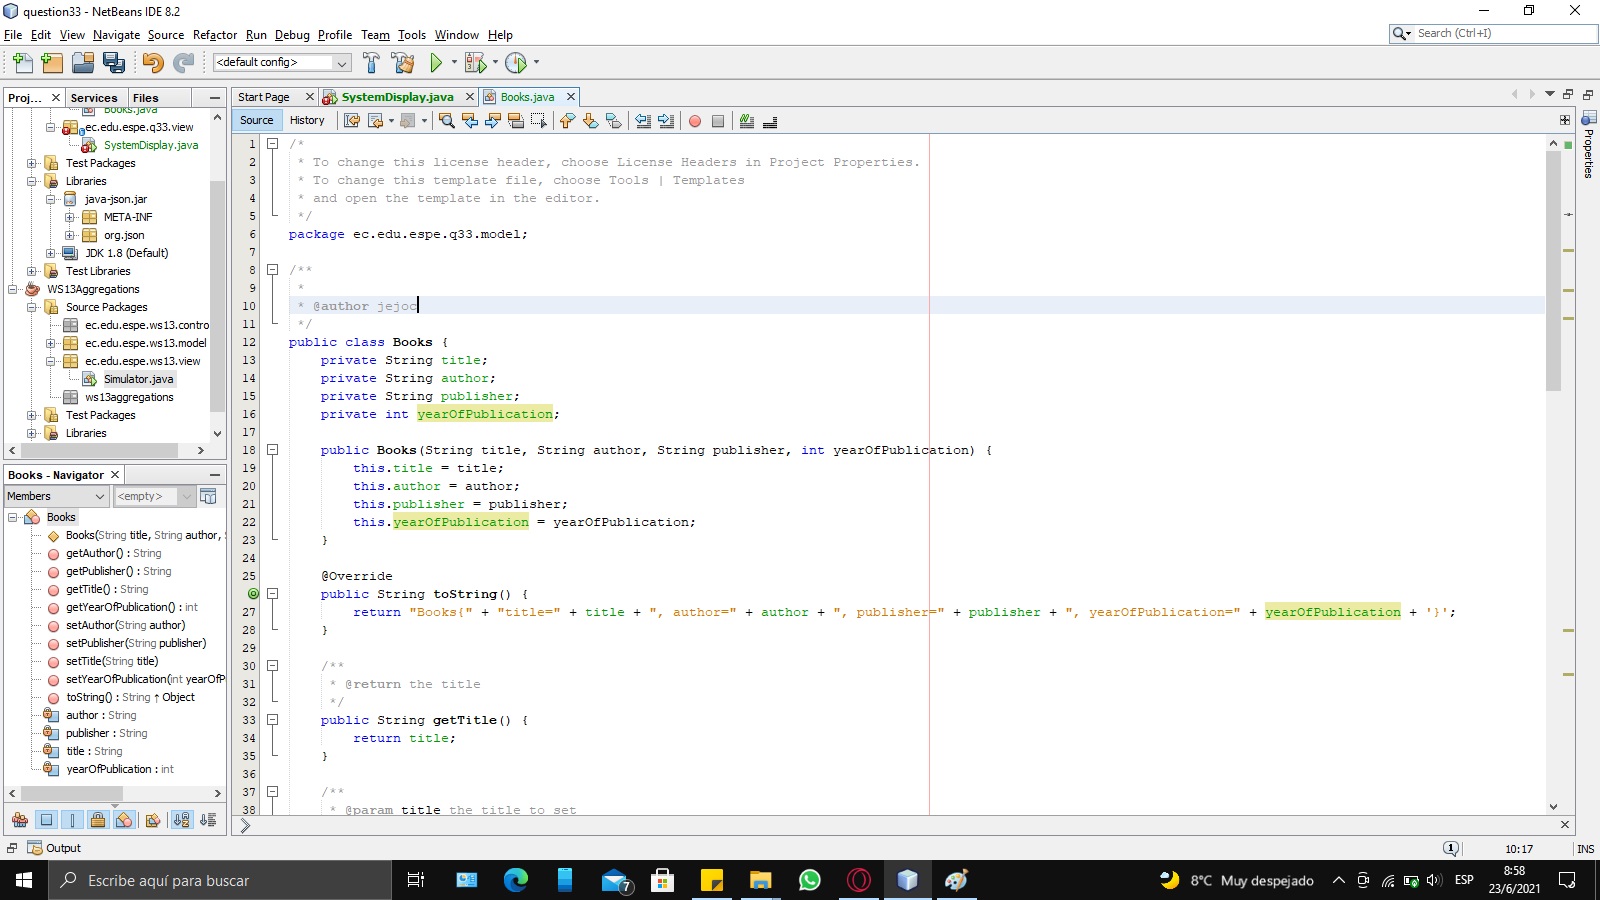 question33 - NetBeans IDE 8.2
File Edit View Navigate Source Refactor Run Debug Profile Team Tools Window Help
Search (Ctrl+I)
<default config>
Proj... Services Files
Books.java
ec.edu.espe.q33.view
SystemDisplay.java
Test Packages
Libraries
java-json.jar
META-INF
org.json
JDK 1.8 (Default)
Test Libraries
WS13Aggregations
Source Packages
ec.edu.espe.ws13.contro
ec.edu.espe.ws13.model
ec.edu.espe.ws13.view
Simulator.java
ws13aggregations
Test Packages
Libraries
Books - Navigator
Members <empty>
Books
Books(String title, String author,
getAuthor() : String
getPublisher() : String
getTitle() : String
getYearOfPublication() : int
setAuthor(String author)
setPublisher(String publisher)
setTitle(String title)
setYearOfPublication(int yearOfP
toString() : String ↑ Object
author : String
publisher : String
title : String
yearOfPublication : int
Start Page SystemDisplay.java Books.java
Source History
1 /*
2 * To change this license header, choose License Headers in Project Properties.
3 * To change this template file, choose Tools | Templates
4 * and open the template in the editor.
5 */
6 package ec.edu.espe.q33.model;
7
8 /**
9 *
10 * @author jejoc
11 */
12 public class Books {
13 private String title;
14 private String author;
15 private String publisher;
16 private int yearOfPublication;
17
18 public Books(String title, String author, String publisher, int yearOfPublication) {
19 this.title = title;
20 this.author = author;
21 this.publisher = publisher;
22 this.yearOfPublication = yearOfPublication;
23 }
24
25 @Override
public String toString() {
27 return "Books{" + "title=" + title + ", author=" + author + ", publisher=" + publisher + ", yearOfPublication=" + yearOfPublication + '}';
28 }
29
30 /**
31 * @return the title
32 */
33 public String getTitle() {
34 return title;
35 }
36
37 /**
38 * @param title the title to set
Properties
Output
1
10:17
INS
Escribe aquí para buscar
7
8°C Muy despejado
ESP
8:58
23/6/2021